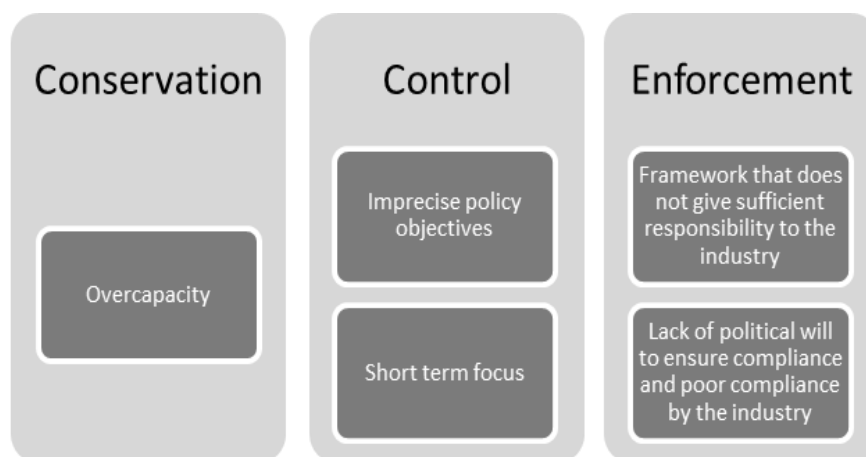 Conservation
Overcapacity
Control
Imprecise policy
objectives
Short term focus
Enforcement
Framework that does
not give sufficient
responsibility to the
industry
Lack of political will
to ensure compliance
and poor compliance
by the industry